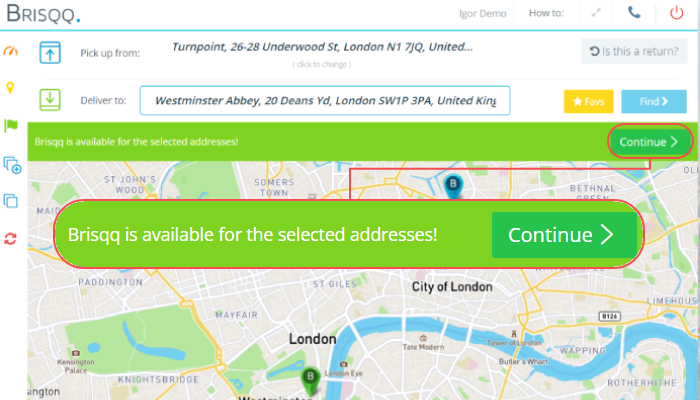 BRISQQ.
Igor Demo
How to:
Pick up from:
Turnpoint, 26-28 Underwood St, London N1 7JQ, United...
( click to change )
Is this a return?
Deliver to:
Westminster Abbey, 20 Deans Yd, London SW1P 3PA, United King
Favs
Find
Brisqq is available for the selected addresses!
Continue
ST JOHN'S
WOOD
SOMERS
TOWN
B
BETHNAL
GREEN
Brisqq is available for the selected addresses!
Continue
PADDINGTON
ST GILES
City of London
LIMEHOUS
MAYFAIR
B126
London
Tate Modern
Tower of London
WAPPING
Kensington
Palace
London Eye
Butler's Wharf
KNIGHTSBRIDGE
B
ROTHERHITHE
Westminster